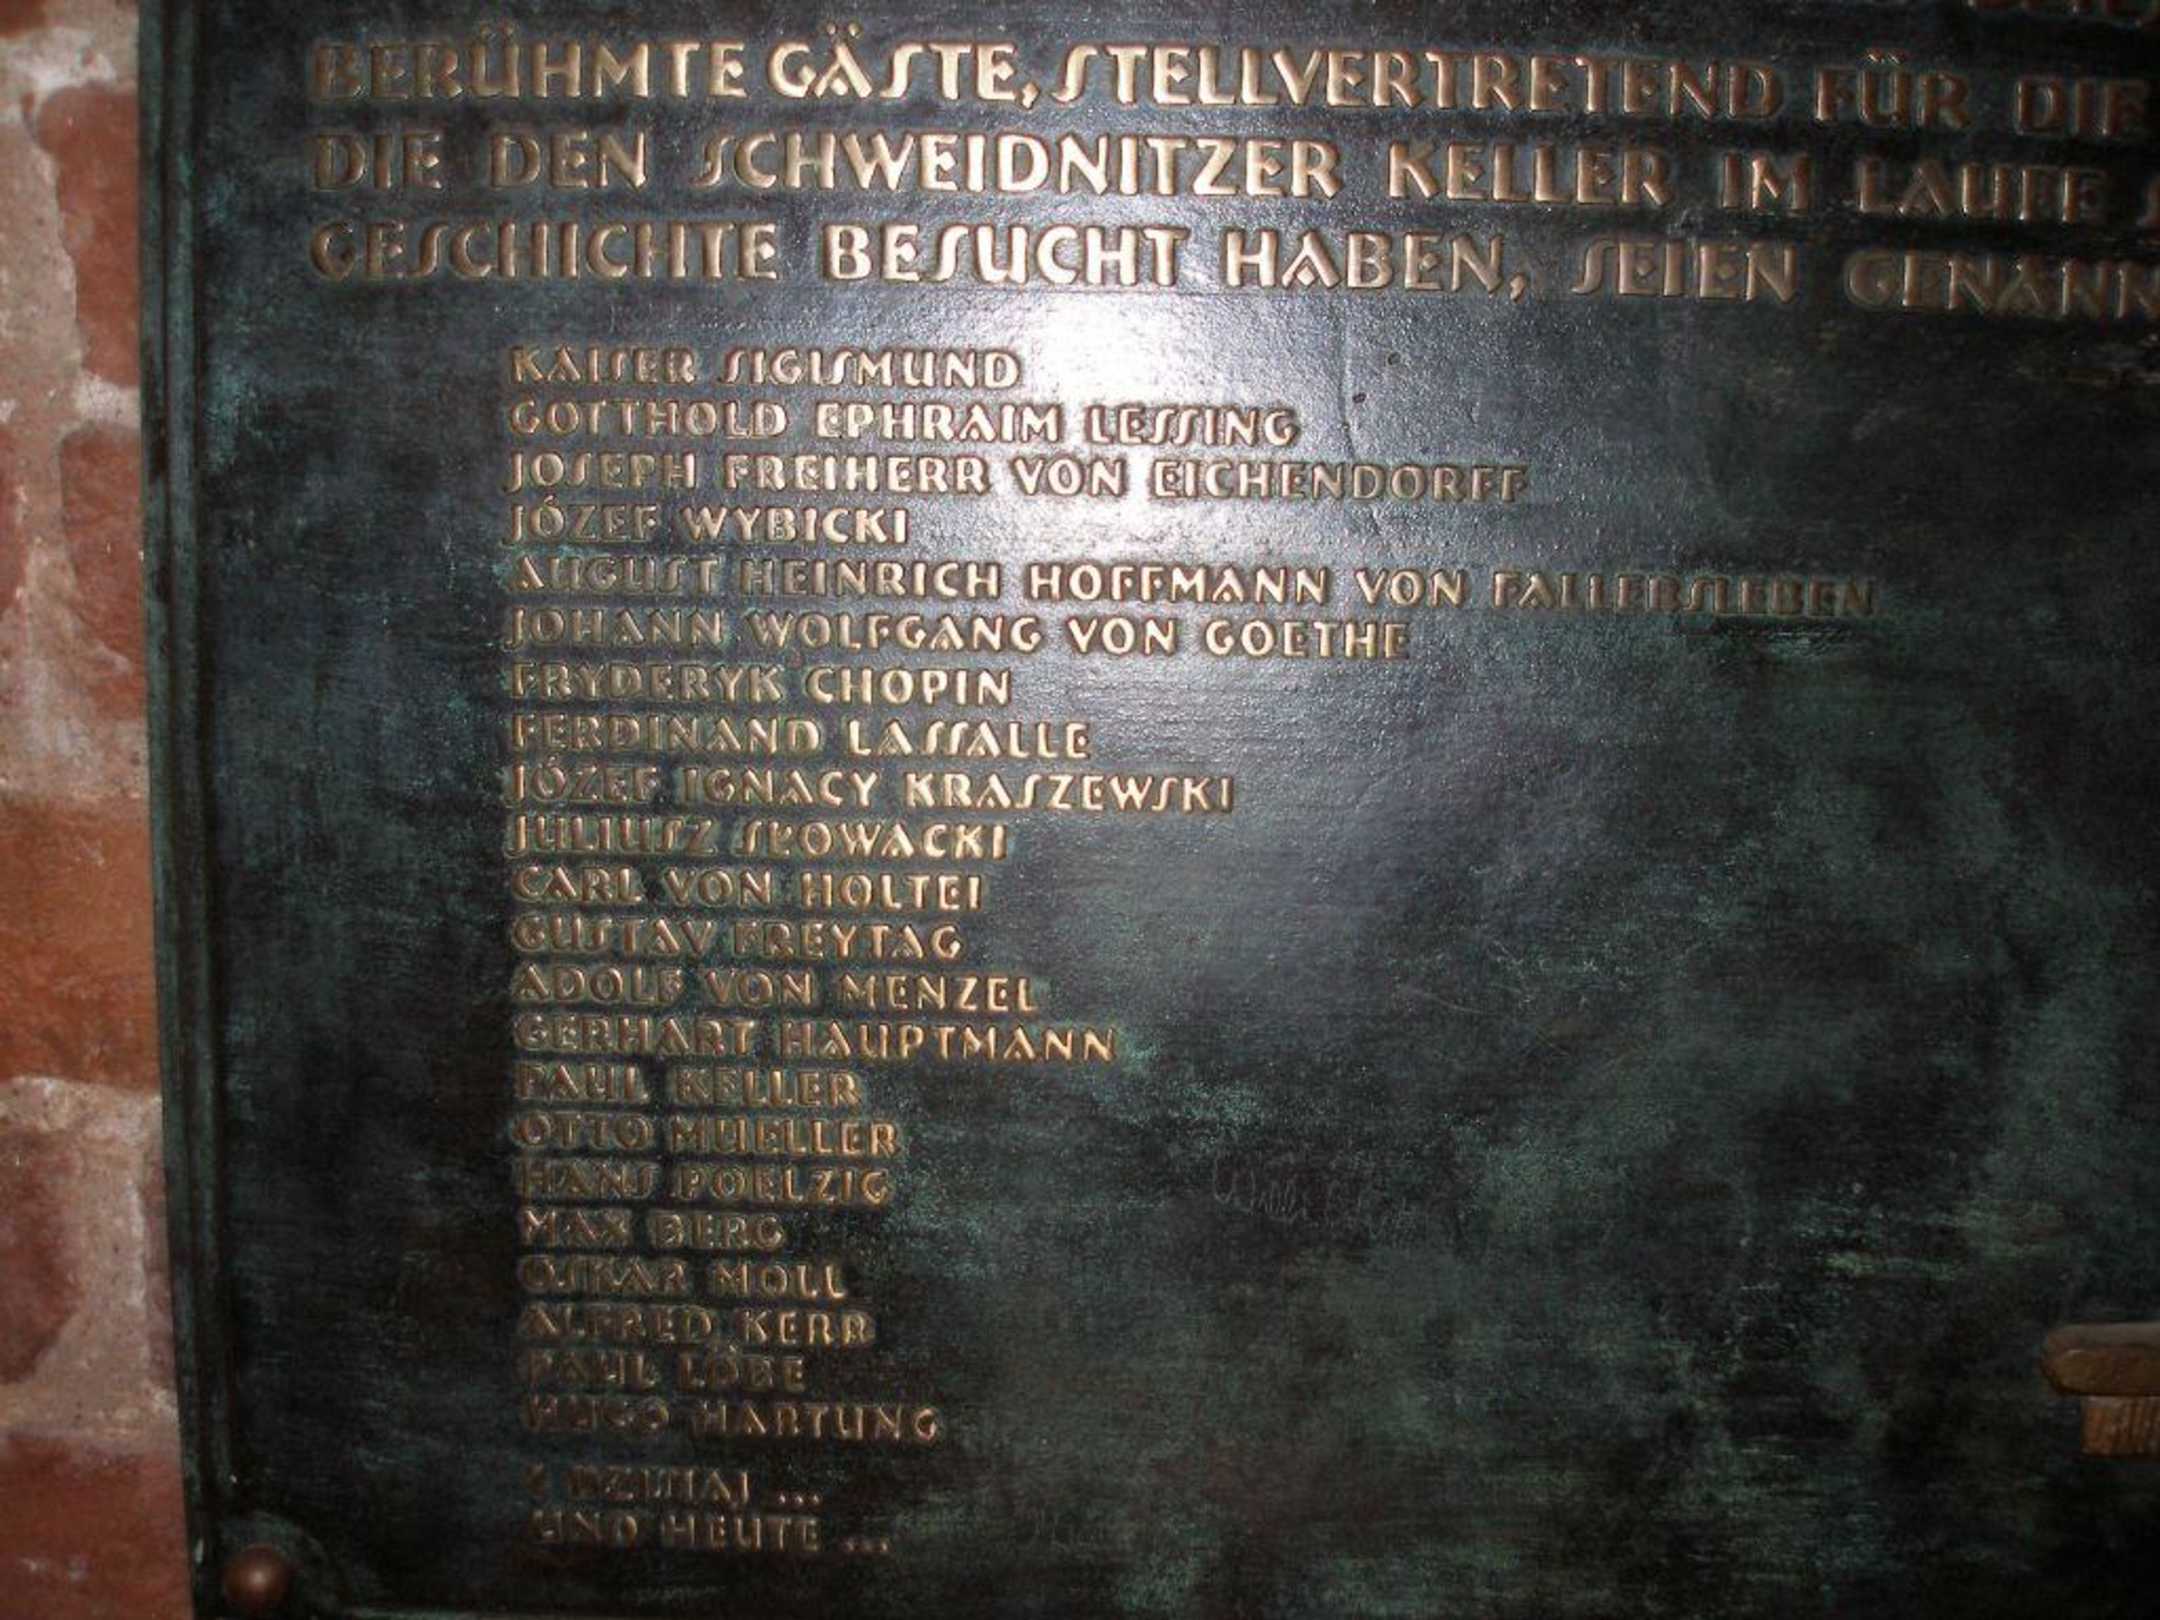 BERÜHMTE GÄSTE, STELLVERTRETEND FÜR DIE
DIE DEN SCHWEIDNITZER KELLER IM LAUFE
GESCHICHTE BESUCHT HABEN, SEIEN GENANN
KAISER SIGISMUND
GOTTHOLD EPHRAIM LESSING
JOSEPH FREIHERR VON EICHENDORFF
JÓZEF WYBICKI
AUGUST HEINRICH HOFFMANN VON FALLERSLEBEN
JOHANN WOLFGANG VON GOETHE
FRYDERYK CHOPIN
FERDINAND LASSALLE
JÓZEF IGNACY KRASZEWSKI
JULIUSZ SŁOWACKI
CARL VON HOLTEI
GUSTAV FREYTAG
ADOLF VON MENZEL
GERHART HAUPTMANN
PAUL KELLER
OTTO MUELLER
HANS POELZIG
MAX BERG
OSKAR MOLL
ALFRED KERR
PAUL LÖBE
HUGO HARTUNG
I DZISIAJ ...
UND HEUTE ...